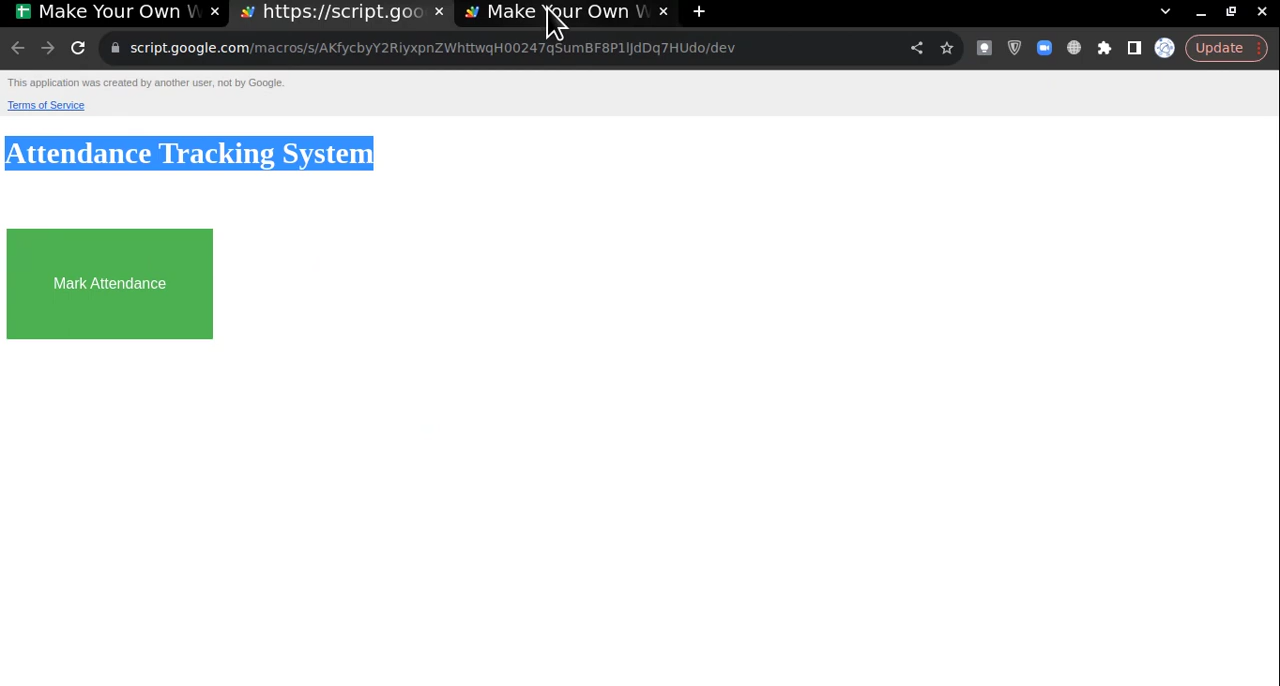 Make Your Own W
https://script.goo
Make Your Own W
script.google.com/macros/s/AKfycbyY2RiyxpnZWhttwqH00247qSumBF8P1lJdDq7HUdo/dev
Update
This application was created by another user, not by Google.
Terms of Service
Attendance Tracking System
Mark Attendance